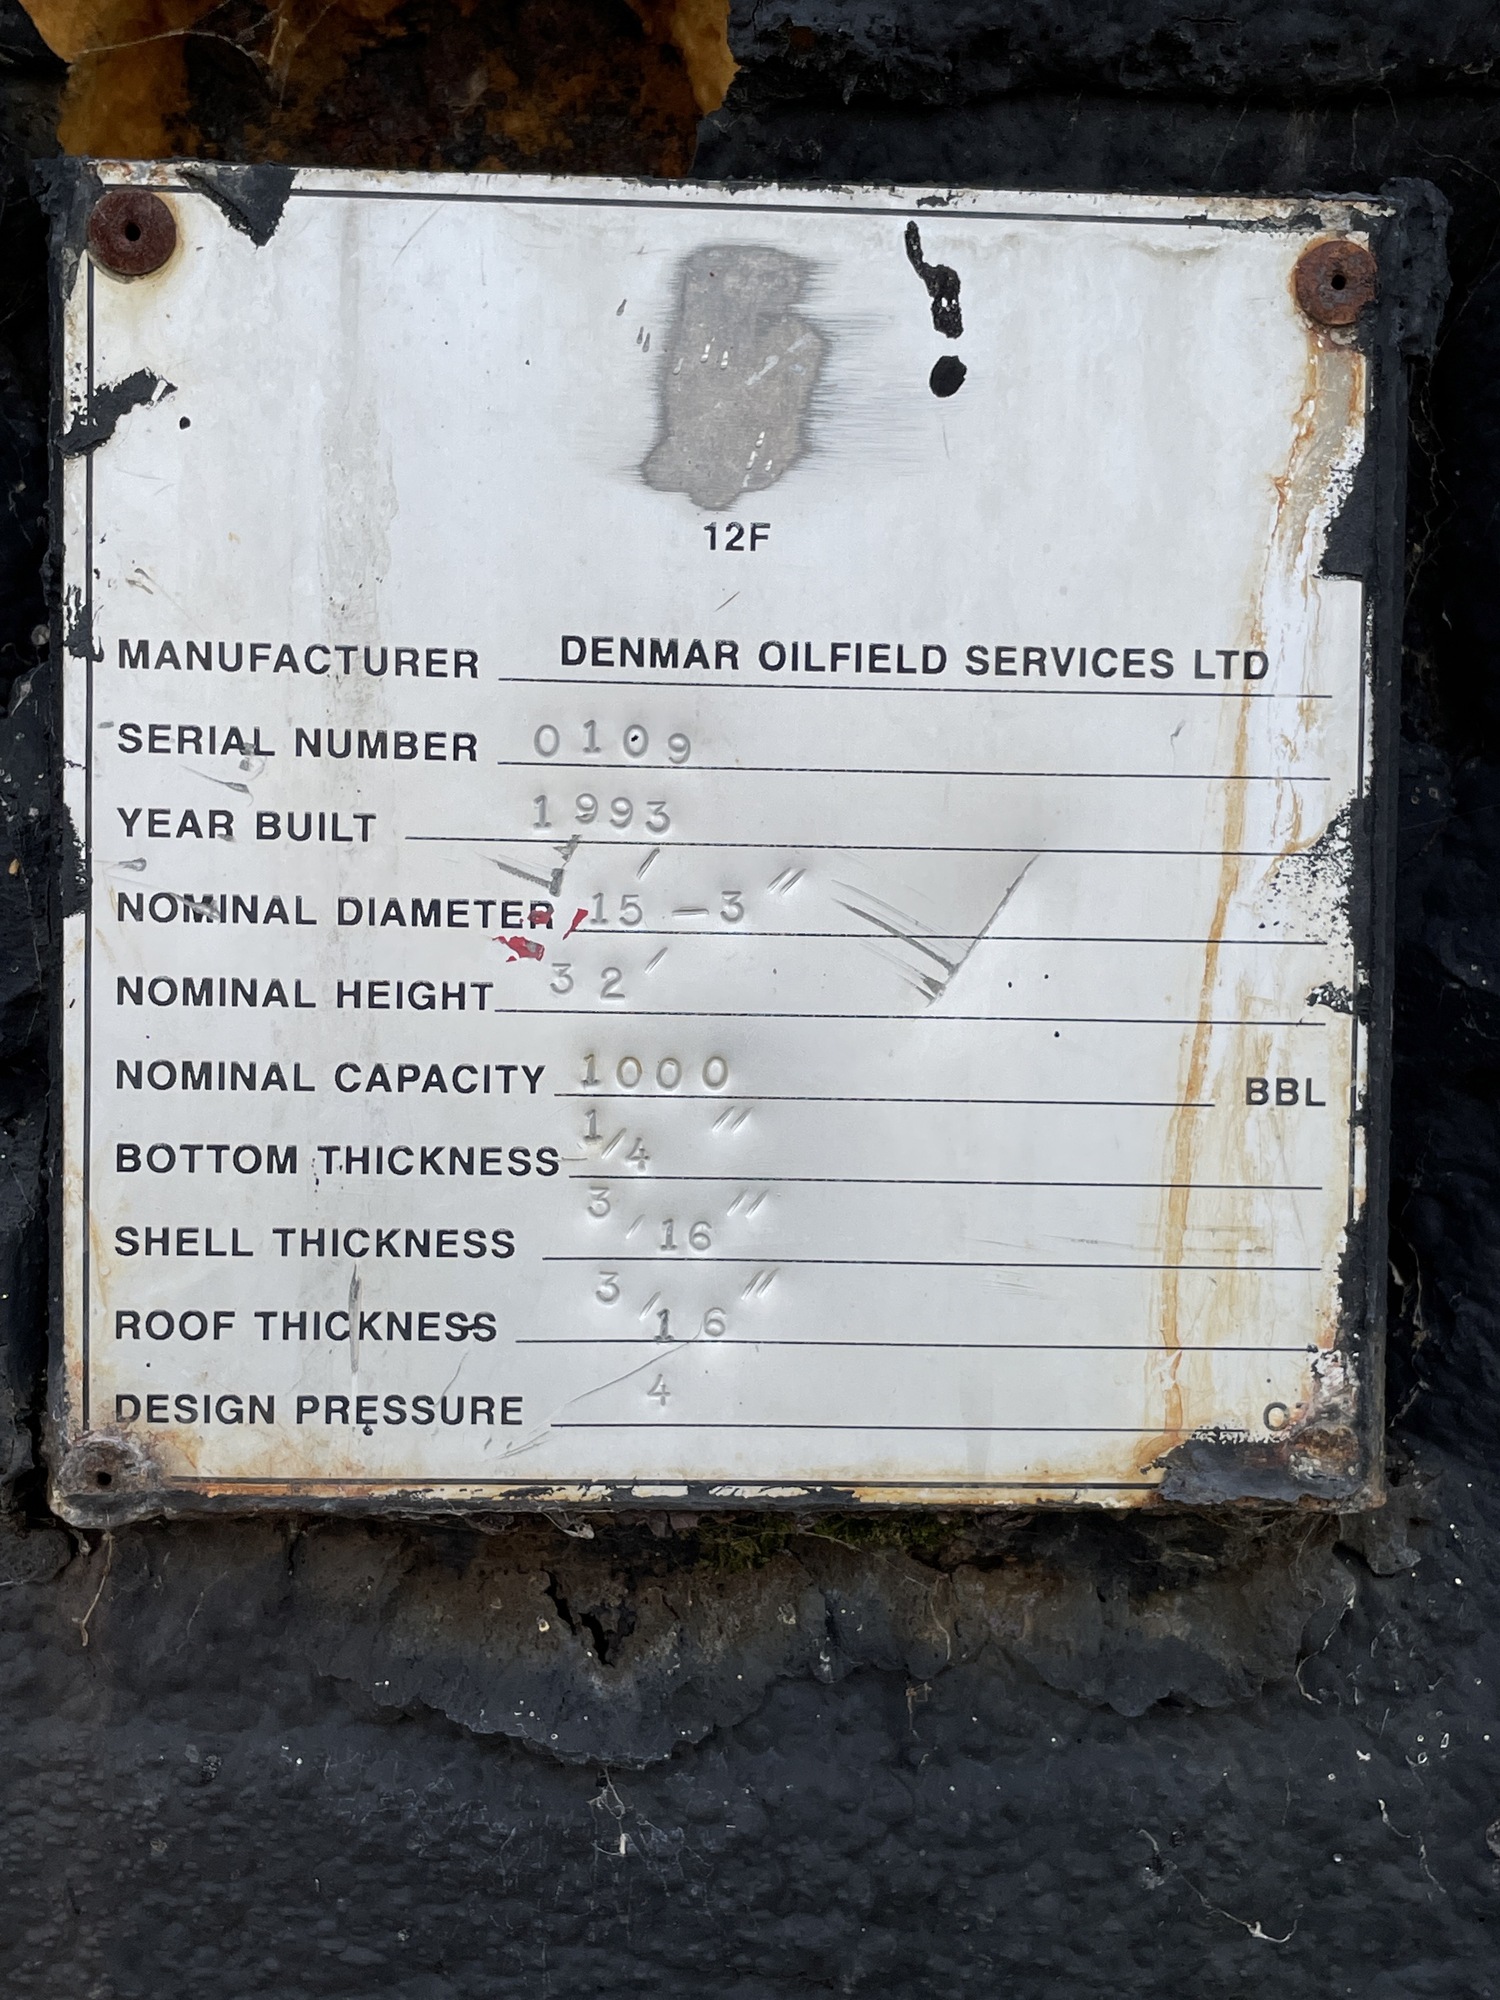 12F
MANUFACTURER DENMAR OILFIELD SERVICES LTD
SERIAL NUMBER 0109
YEAR BUILT 1993
NOMINAL DIAMETER 15' - 3"
NOMINAL HEIGHT 32'
NOMINAL CAPACITY 1000 BBL
BOTTOM THICKNESS 1/4"
SHELL THICKNESS 3/16"
ROOF THICKNESS 3/16"
DESIGN PRESSURE 4